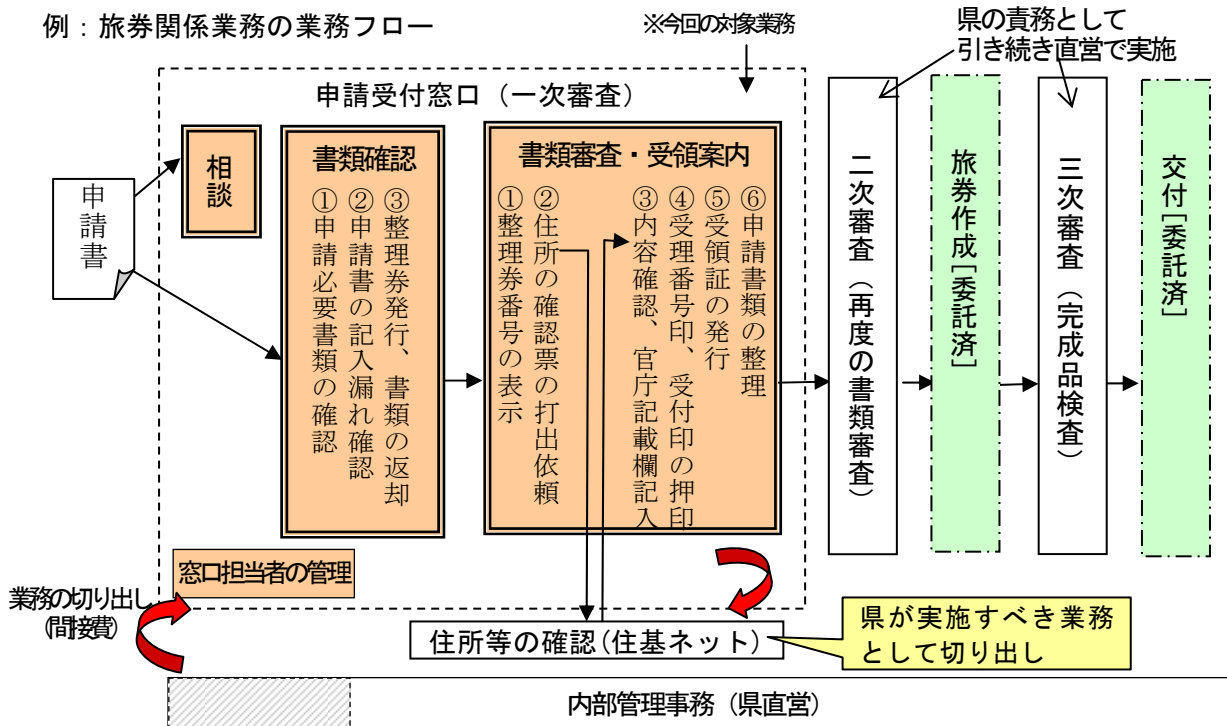 例：旅券関係業務の業務フロー
※今回の対象業務
県の責務として
引き続き直営で実施
申請受付窓口（一次審査）
申請書
相談
書類確認
①申請必要書類の確認
②申請書の記入漏れ確認
③整理券発行、書類の返却
書類審査・受領案内
①整理券番号の表示
②住所の確認票の打出依頼
③内容確認、官庁記載欄記入
④受理番号印、受付印の押印
⑤受領証の発行
⑥申請書類の整理
二次審査（再度の書類審査）
旅券作成［委託済］
三次審査（完成品検査）
交付［委託済］
窓口担当者の管理
業務の切り出し
（間接費）
住所等の確認（住基ネット）
県が実施すべき業務
として切り出し
内部管理事務（県直営）